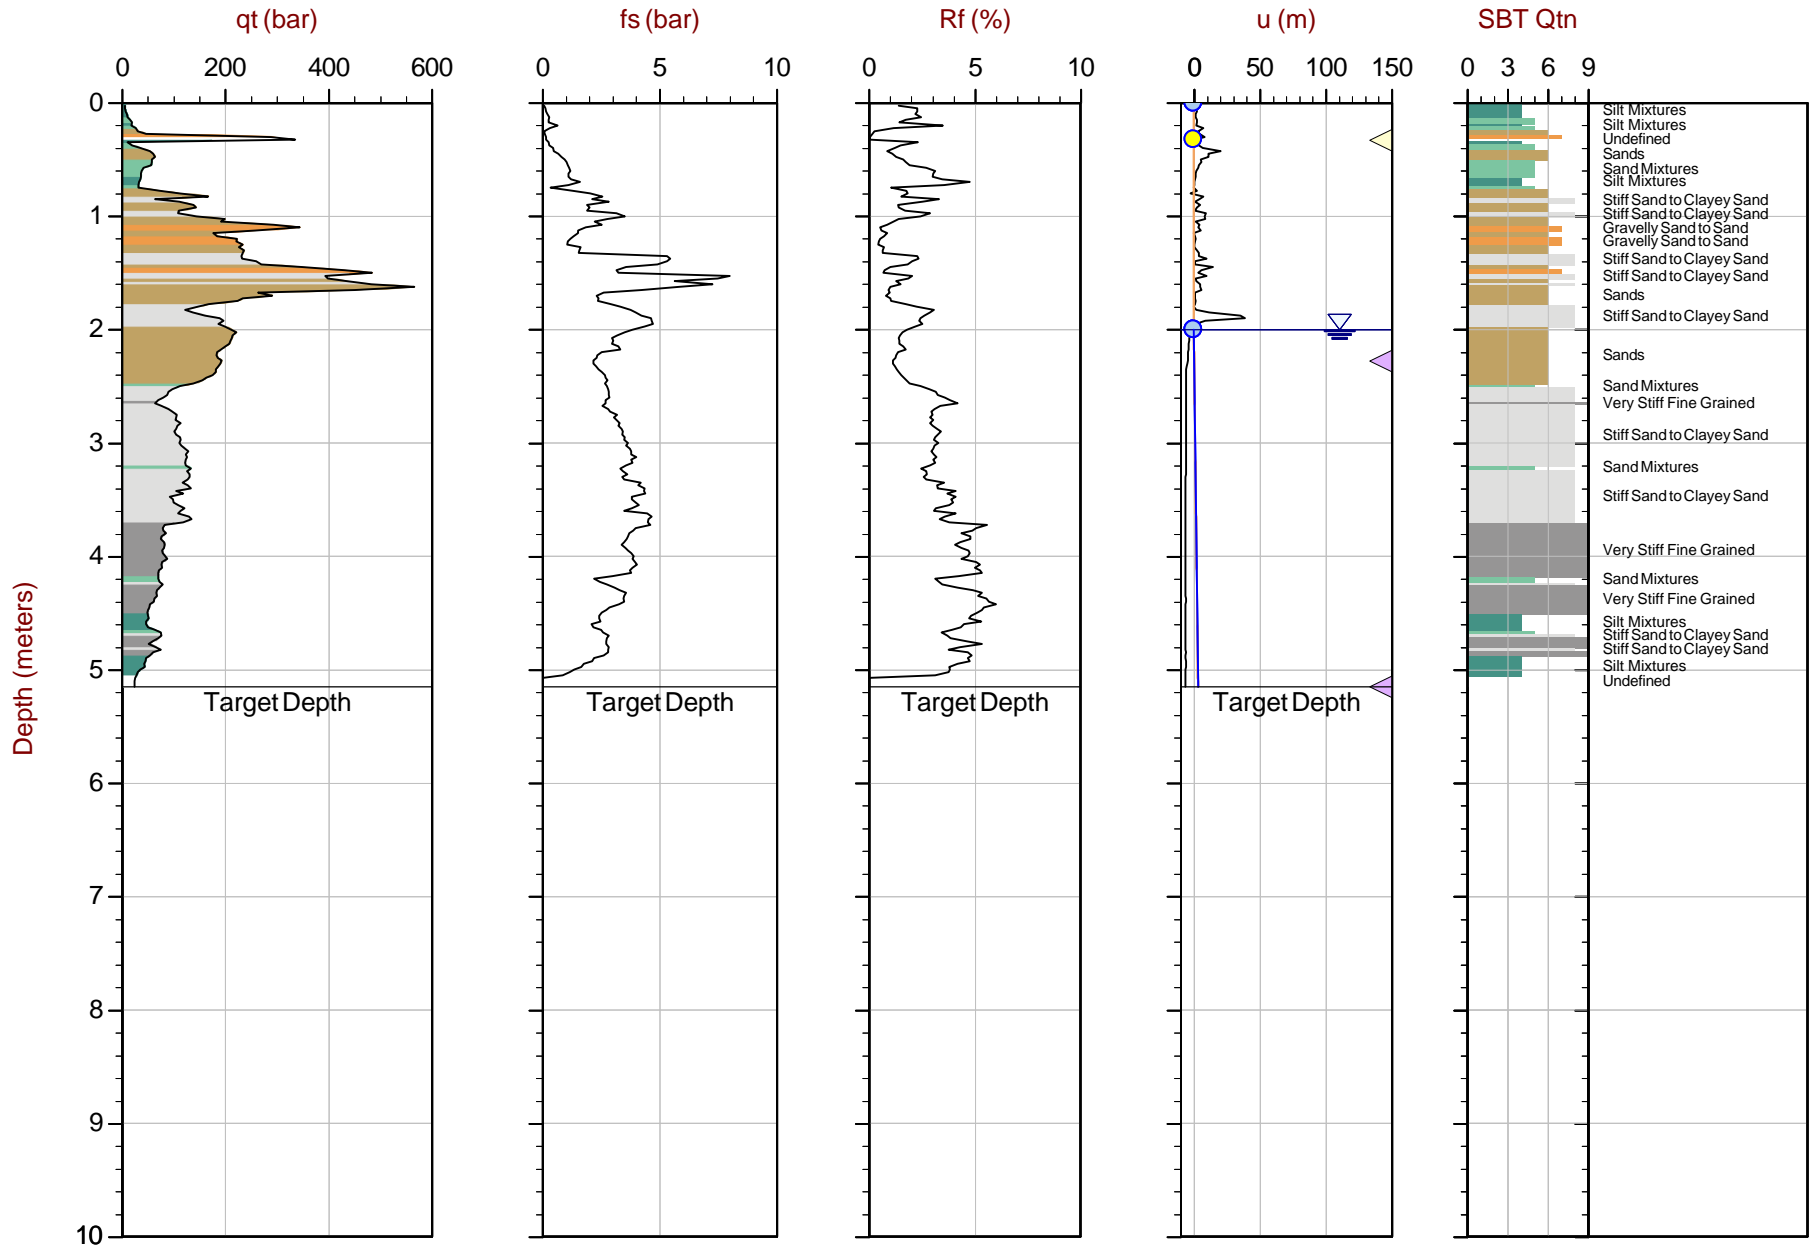 qt (bar)
fs (bar)
Rf (%)
u (m)
SBT Qtn
0 200 400 600
0 5 10
0 5 10
0 0 50 100 150
0 3 6 9
Depth (meters)
0
1
2
3
4
5
6
7
8
9
10
Silt Mixtures
Silt Mixtures
Undefined
Sands
Sand Mixtures
Silt Mixtures
Stiff Sand to Clayey Sand
Stiff Sand to Clayey Sand
Gravelly Sand to Sand
Gravelly Sand to Sand
Stiff Sand to Clayey Sand
Stiff Sand to Clayey Sand
Sands
Stiff Sand to Clayey Sand
Sands
Sand Mixtures
Very Stiff Fine Grained
Stiff Sand to Clayey Sand
Sand Mixtures
Stiff Sand to Clayey Sand
Very Stiff Fine Grained
Sand Mixtures
Very Stiff Fine Grained
Silt Mixtures
Stiff Sand to Clayey Sand
Stiff Sand to Clayey Sand
Silt Mixtures
Undefined
Target Depth
Target Depth
Target Depth
Target Depth